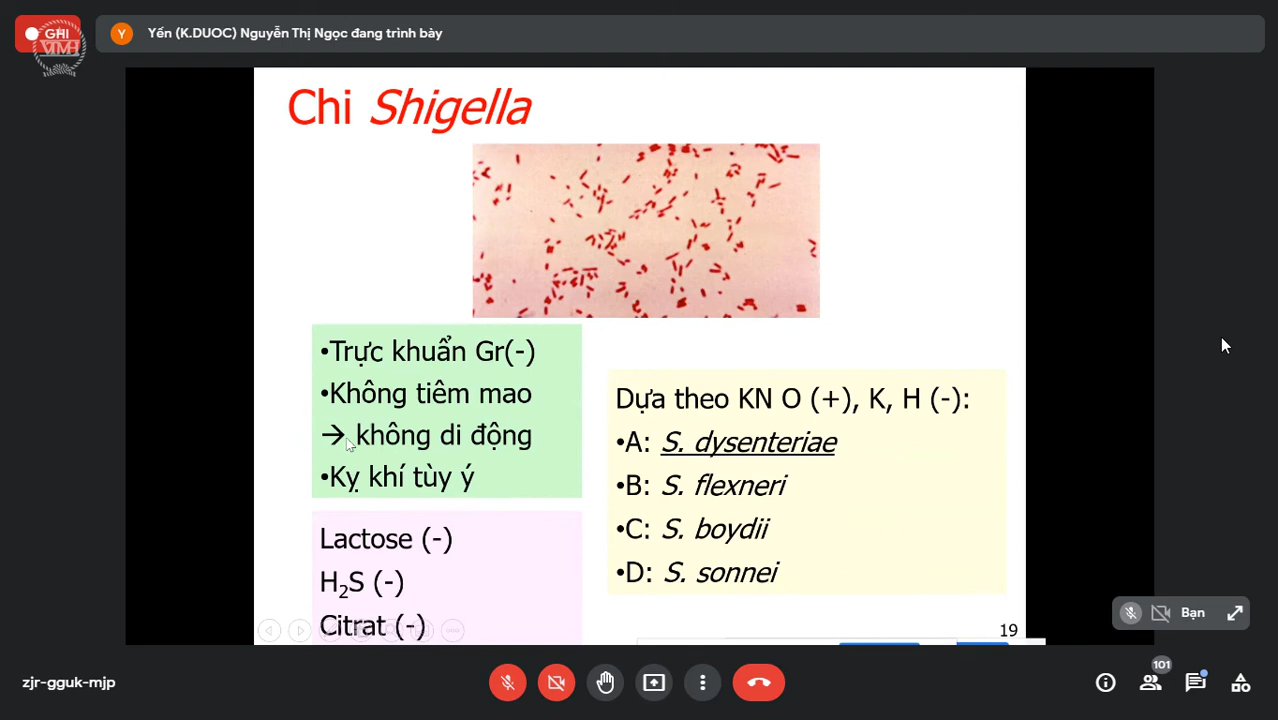 GHI
VTMH
Y
Yến (K.DUOC) Nguyễn Thị Ngọc đang trình bày
Chi Shigella
•Trực khuẩn Gr(-)
•Không tiêm mao
→ không di động
•Kỵ khí tùy ý
Lactose (-)
H₂S (-)
Citrat (-)
Dựa theo KN O (+), K, H (-):
•A: S. dysenteriae
•B: S. flexneri
•C: S. boydii
•D: S. sonnei
19
Bạn
zjr-gguk-mjp
101